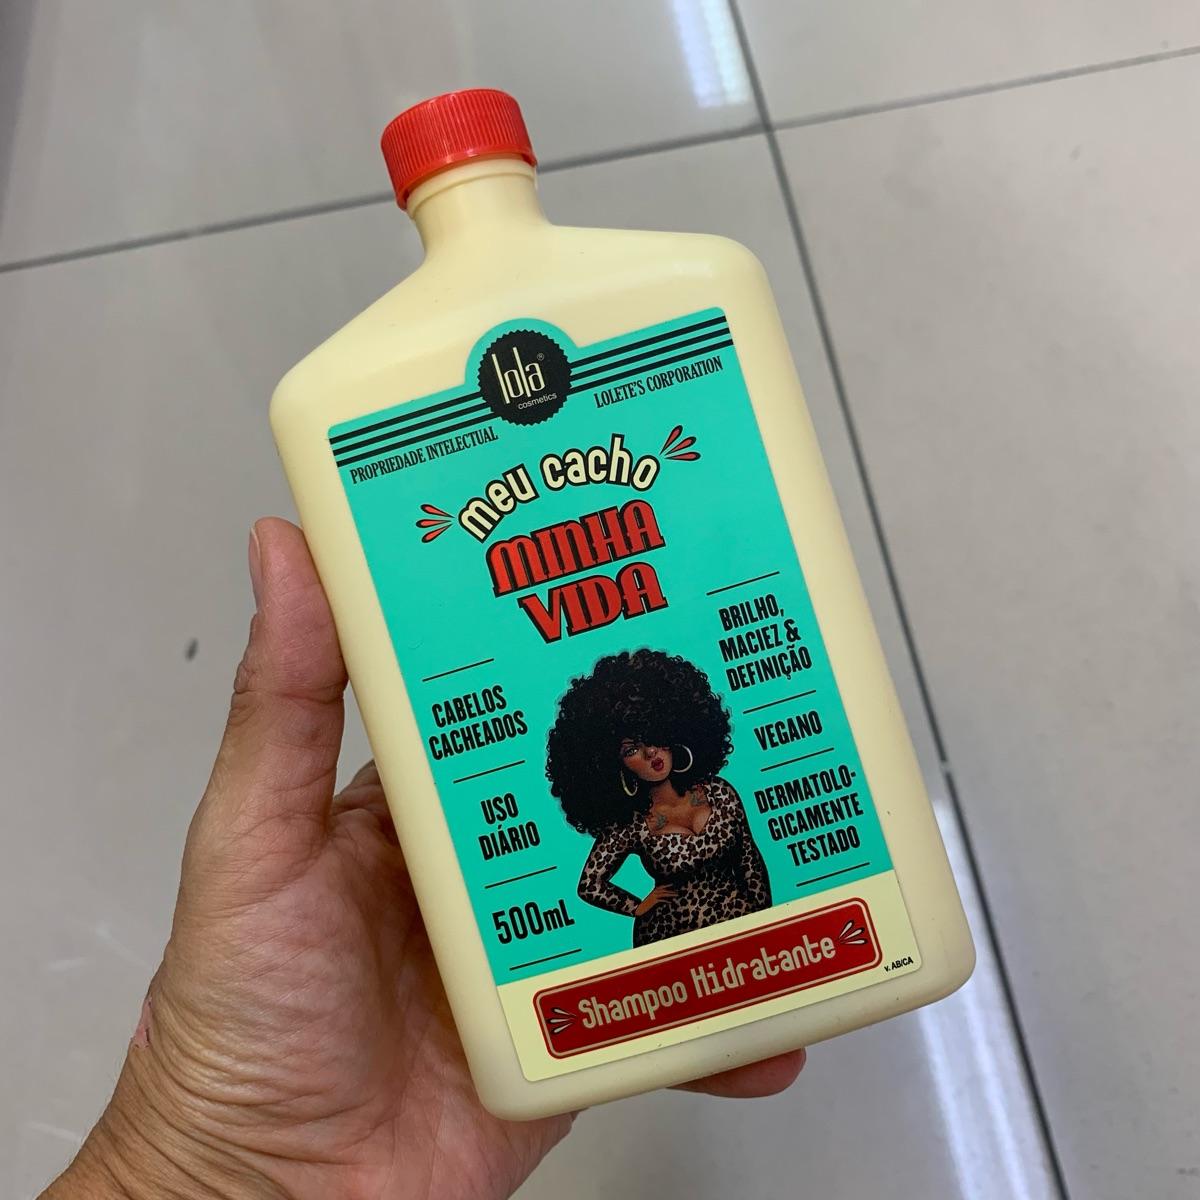 lola®
cosmetics
PROPRIEDADE INTELECTUAL
LOLETE'S CORPORATION
meu cacho
MINHA
VIDA
CABELOS
CACHEADOS
USO
DIÁRIO
500mL
BRILHO,
MACIEZ &
DEFINIÇÃO
VEGANO
DERMATOLO-
GICAMENTE
TESTADO
Shampoo Hidratante
v. AB/CA